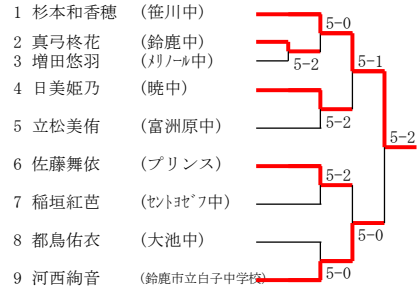 1 杉本和香穂 (笹川中)
5-0
2 真弓柊花 (鈴鹿中)
3 増田悠羽 (ﾒﾘﾉｰﾙ中)
5-2
5-1
4 日美姫乃 (暁中)
5-2
5 立松美侑 (富洲原中)
5-2
6 佐藤舞依 (プリンス)
5-2
7 稲垣紅芭 (ｾﾝﾄﾖｾﾞﾌ中)
8 都鳥佑衣 (大池中)
5-0
5-0
9 河西絢音 (鈴鹿市立白子中学校)